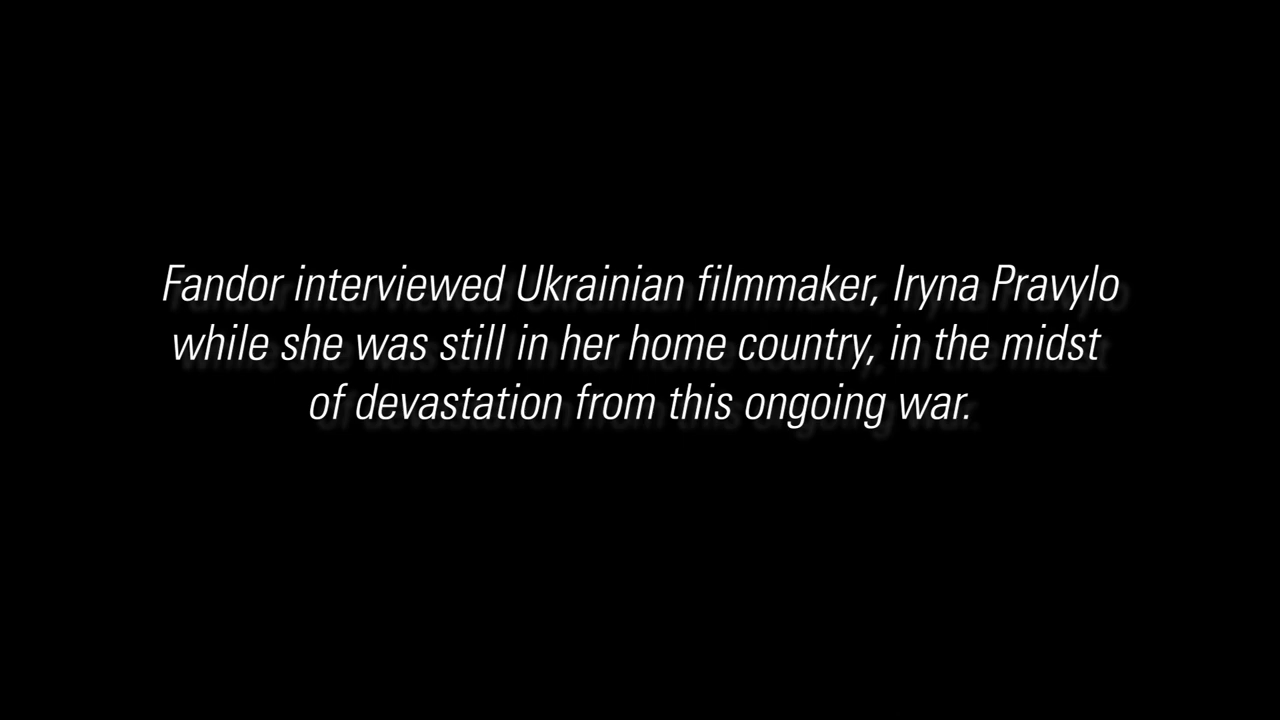 Fandor interviewed Ukrainian filmmaker, Iryna Pravylo
while she was still in her home country, in the midst
of devastation from this ongoing war.